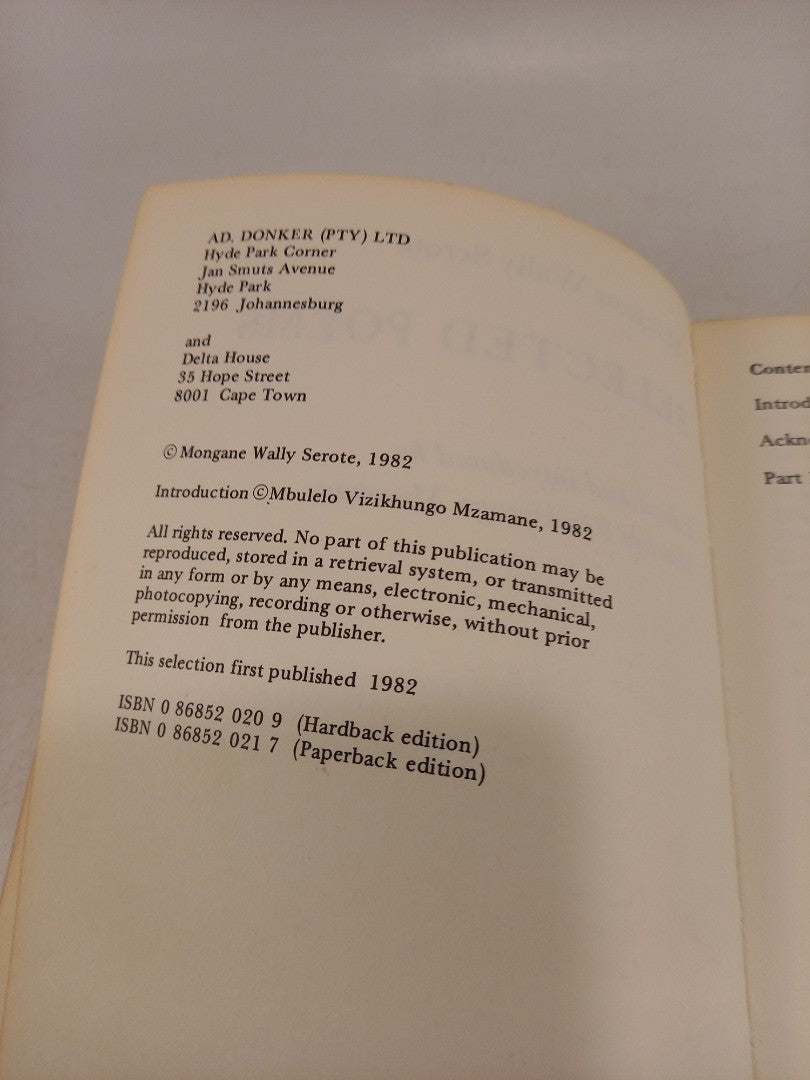 AD. DONKER (PTY) LTD
Hyde Park Corner
Jan Smuts Avenue
Hyde Park
2196 Johannesburg
and
Delta House
35 Hope Street
8001 Cape Town
© Mongane Wally Serote, 1982
Introduction © Mbulelo Vizikhungo Mzamane, 1982
All rights reserved. No part of this publication may be
reproduced, stored in a retrieval system, or transmitted
in any form or by any means, electronic, mechanical,
photocopying, recording or otherwise, without prior
permission from the publisher.
This selection first published 1982
ISBN 0 86852 020 9 (Hardback edition)
ISBN 0 86852 021 7 (Paperback edition)
Conten
Introd
Ackn
Part